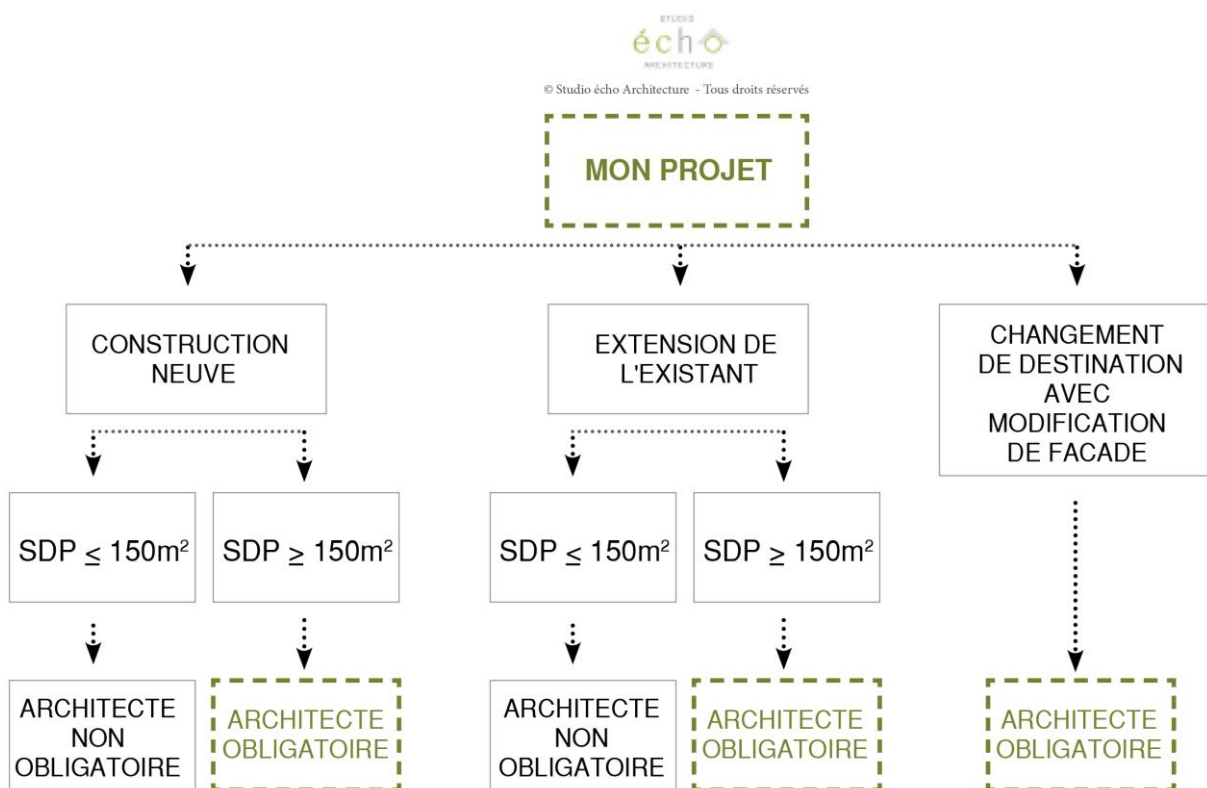 STUDIO
écho
ARCHITECTURE
© Studio écho Architecture - Tous droits réservés
MON PROJET
CONSTRUCTION
NEUVE
EXTENSION DE
L'EXISTANT
CHANGEMENT
DE DESTINATION
AVEC
MODIFICATION
DE FACADE
SDP ≤ 150m²
SDP ≥ 150m²
SDP ≤ 150m²
SDP ≥ 150m²
ARCHITECTE
NON
OBLIGATOIRE
ARCHITECTE
OBLIGATOIRE
ARCHITECTE
NON
OBLIGATOIRE
ARCHITECTE
OBLIGATOIRE
ARCHITECTE
OBLIGATOIRE